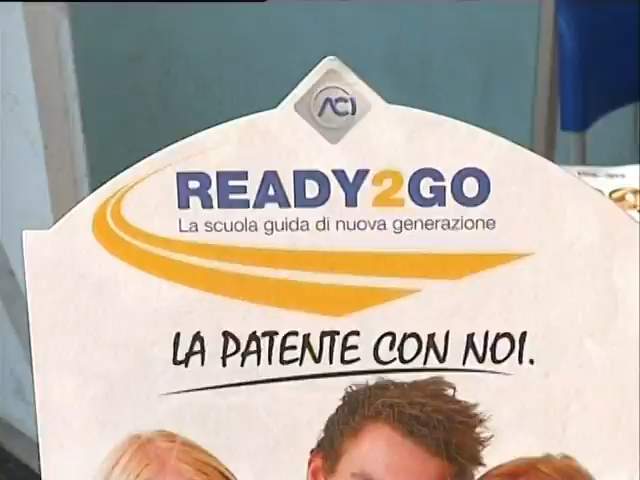 ACI
READY2GO
La scuola guida di nuova generazione
LA PATENTE CON NOI.